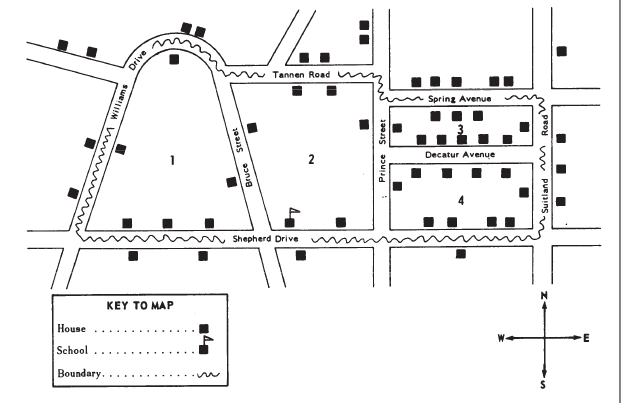 Williams Drive
Tannen Road
Spring Avenue
Bruce Street
Prince Street
Suitland Road
Decatur Avenue
Shepherd Drive
1
2
3
4
KEY TO MAP
House . . . . . . . . . . . . . .
School . . . . . . . . . . . . . .
Boundary. . . . . . . . . . . . .
N
W
E
S